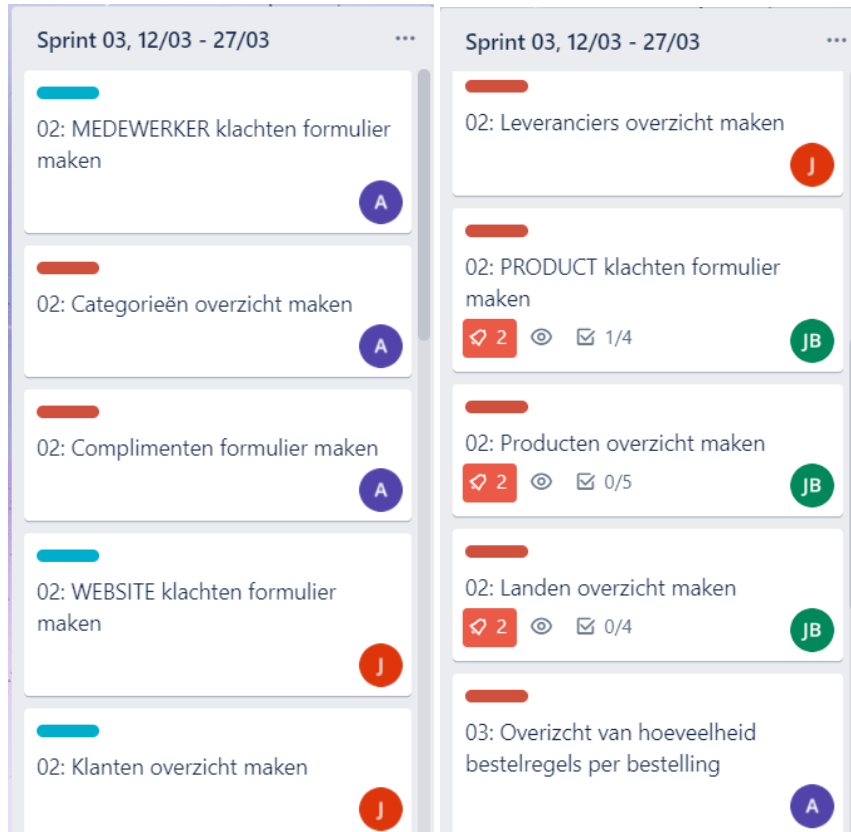 Sprint 03, 12/03 - 27/03
02: MEDEWERKER klachten formulier
maken
A
02: Categorieën overzicht maken
A
02: Complimenten formulier maken
A
02: WEBSITE klachten formulier
maken
J
02: Klanten overzicht maken
J
Sprint 03, 12/03 - 27/03
02: Leveranciers overzicht maken
J
02: PRODUCT klachten formulier
maken
2 1/4
JB
02: Producten overzicht maken
2 0/5
JB
02: Landen overzicht maken
2 0/4
JB
03: Overizcht van hoeveelheid
bestelregels per bestelling
A